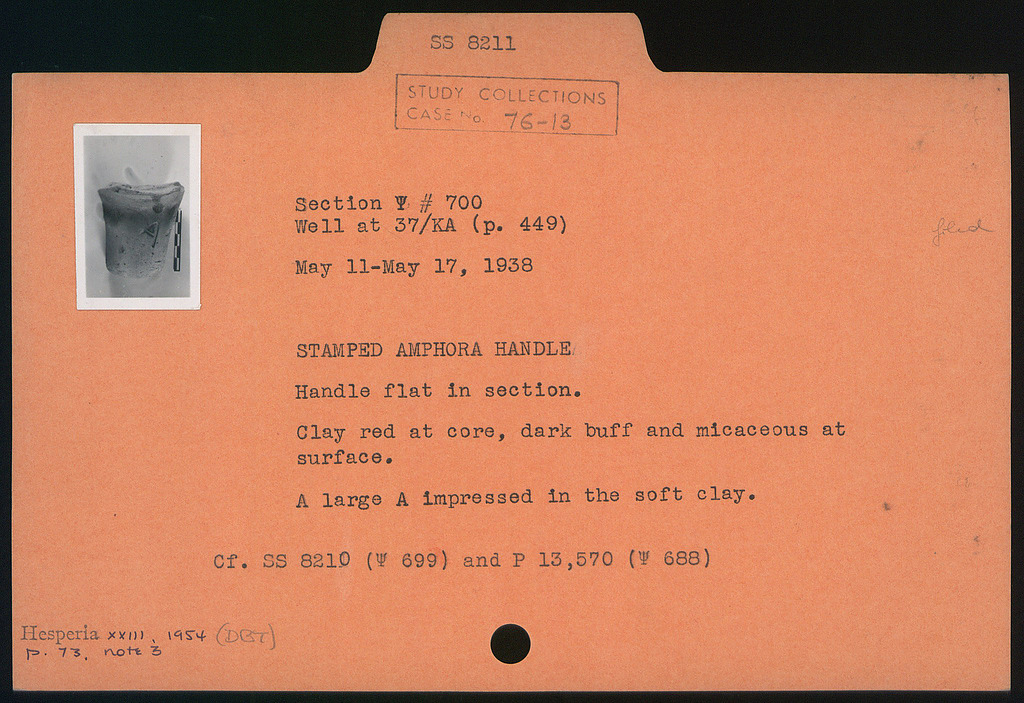 SS 8211
STUDY COLLECTIONS
CASE No. 76-13
Section Ψ # 700
Well at 37/KA (p. 449)
filed
May 11-May 17, 1938
STAMPED AMPHORA HANDLE
Handle flat in section.
Clay red at core, dark buff and micaceous at
surface.
A large A impressed in the soft clay.
Cf. SS 8210 (Ψ 699) and P 13,570 (Ψ 688)
Hesperia XXIII, 1954 (DBT)
p. 73, note 3